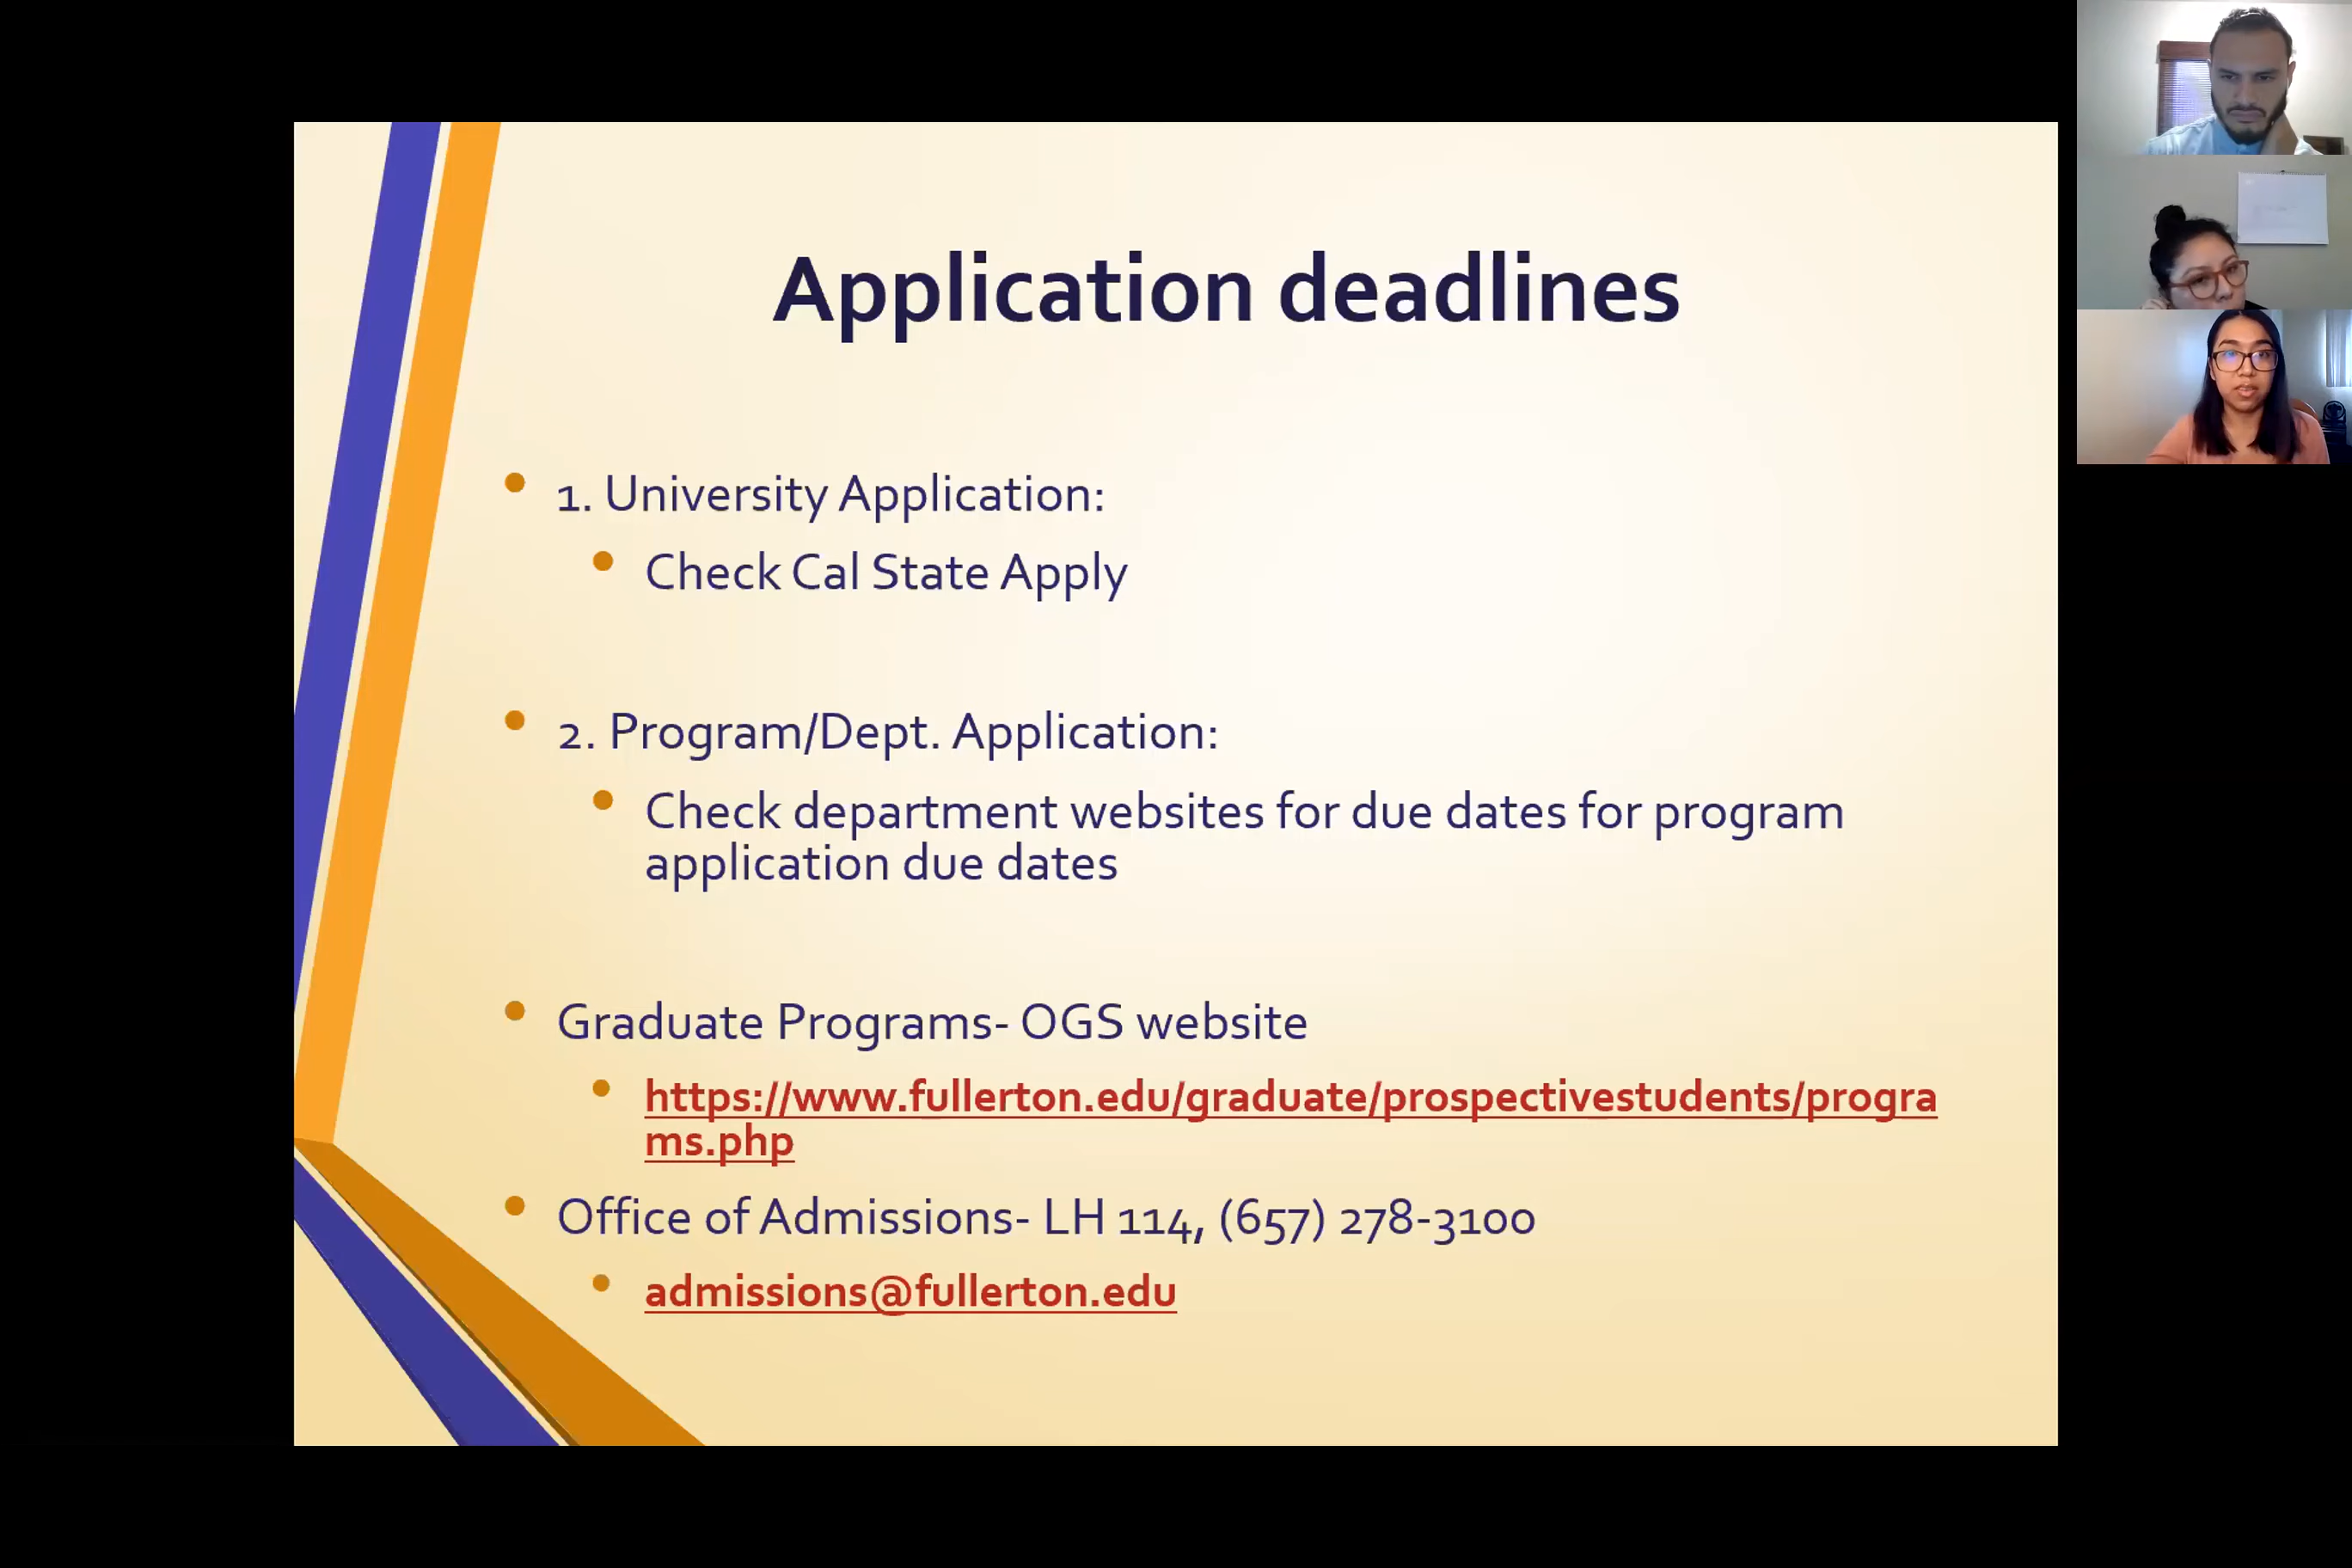 Application deadlines
1. University Application:
Check Cal State Apply
2. Program/Dept. Application:
Check department websites for due dates for program
application due dates
Graduate Programs- OGS website
https://www.fullerton.edu/graduate/prospectivestudents/progra
ms.php
Office of Admissions- LH 114, (657) 278-3100
admissions@fullerton.edu